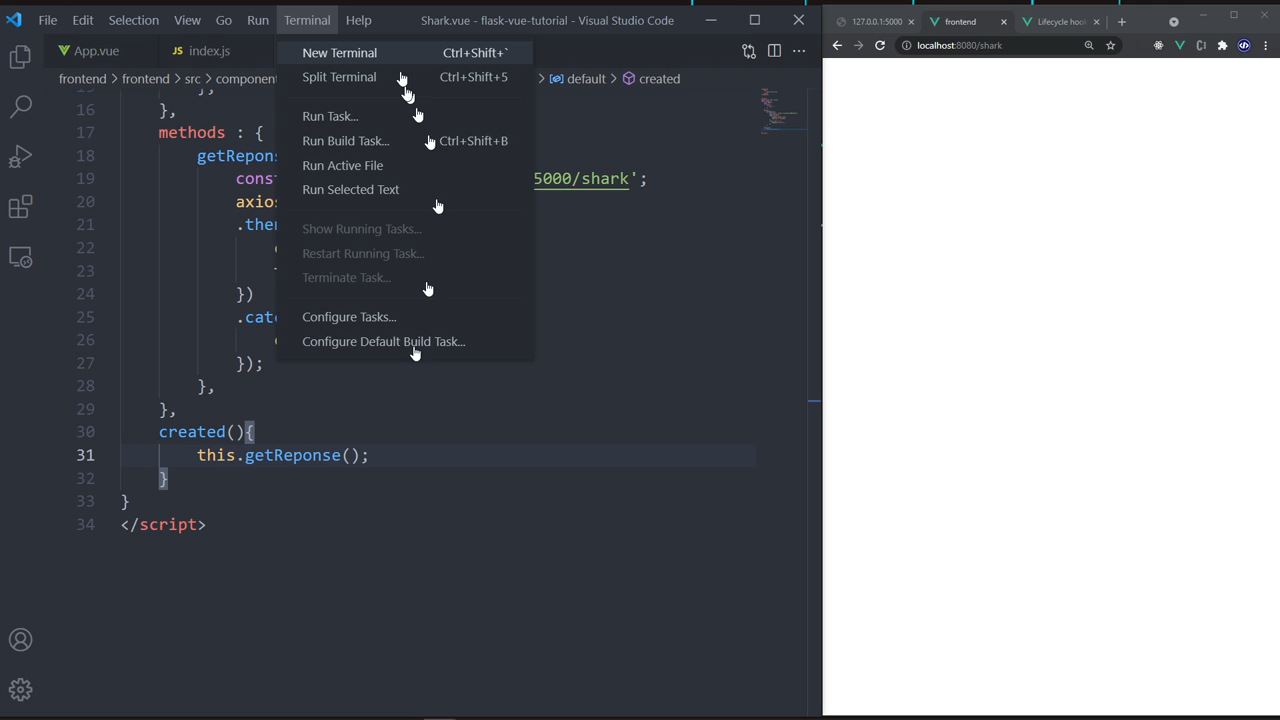 File Edit Selection View Go Run Terminal Help Shark.vue - flask-vue-tutorial - Visual Studio Code
127.0.0.1:5000 frontend Lifecycle hoo
App.vue JS index.js
localhost:8080/shark
frontend > frontend > src > componen > default > created
New Terminal Ctrl+Shift+`
Split Terminal Ctrl+Shift+5
Run Task...
Run Build Task... Ctrl+Shift+B
Run Active File
Run Selected Text
Show Running Tasks...
Restart Running Task...
Terminate Task...
Configure Tasks...
Configure Default Build Task...
16 },
17 methods : {
18 getRepons
19 cons 5000/shark';
20 axios
21 .ther
22
23
24 })
25 .catc
26
27 });
28 },
29 },
30 created(){
31 this.getReponse();
32 }
33 }
34 </script>